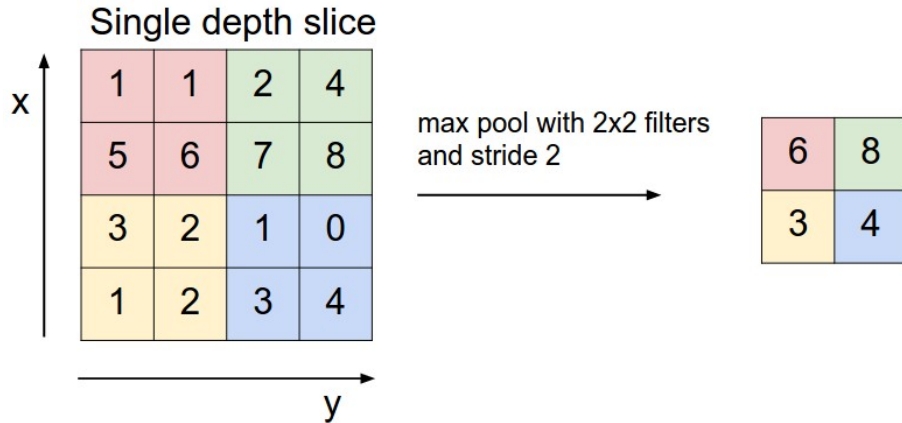 Single depth slice
x
1 1 2 4
5 6 7 8
3 2 1 0
1 2 3 4
y
max pool with 2x2 filters
and stride 2
6 8
3 4